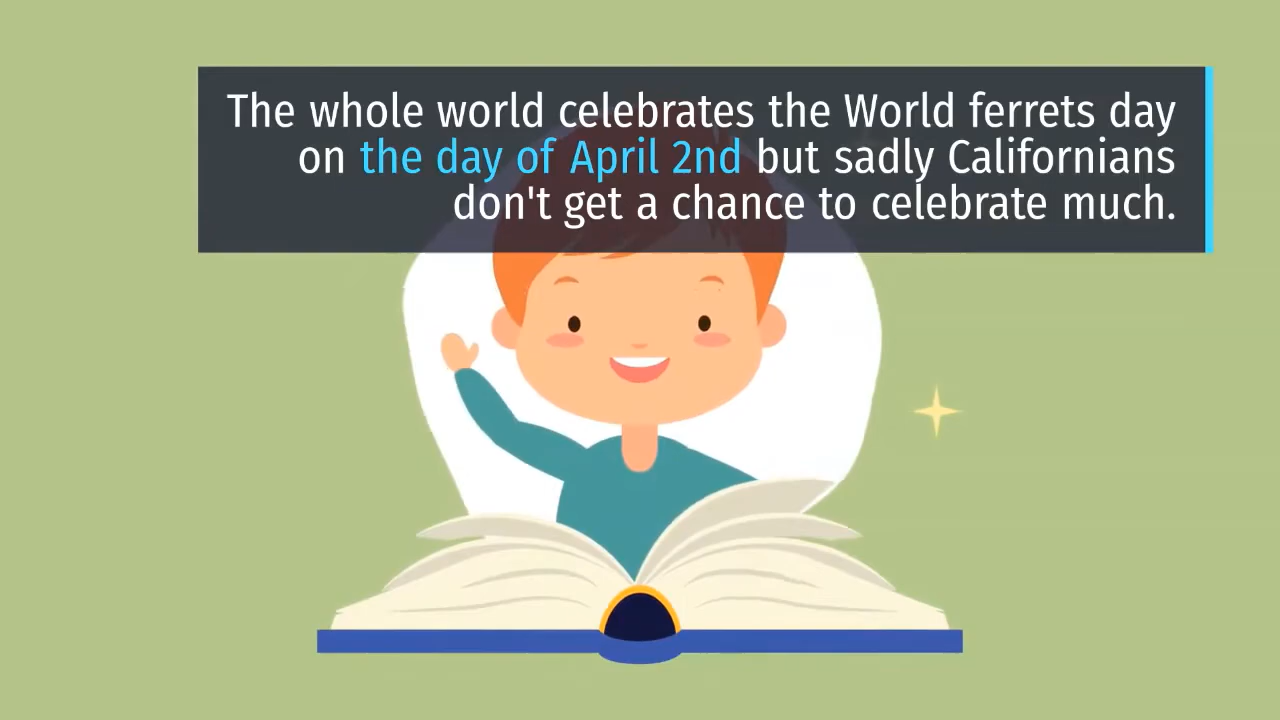 The whole world celebrates the World ferrets day
on the day of April 2nd but sadly Californians
don't get a chance to celebrate much.